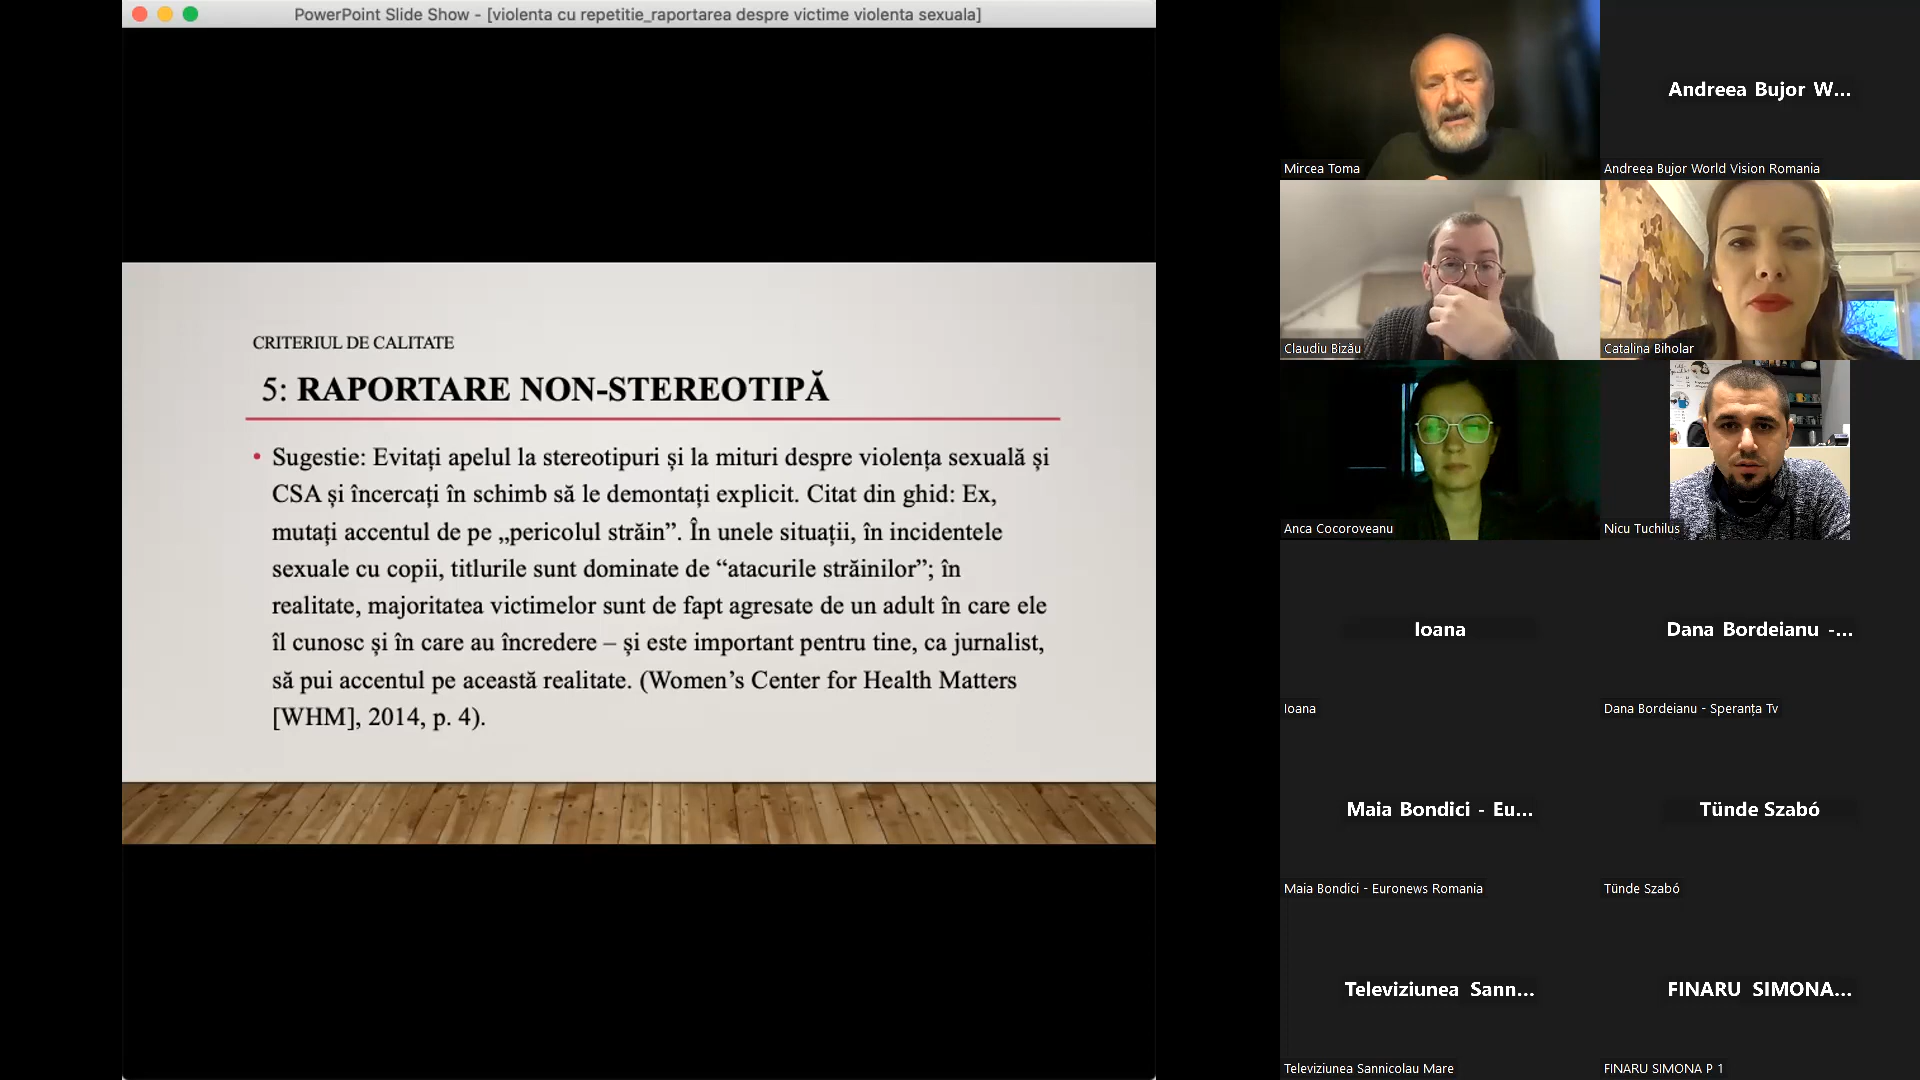 PowerPoint Slide Show - [violenta cu repetitie_raportarea despre victime violenta sexuala]
CRITERIUL DE CALITATE
5: RAPORTARE NON-STEREOTIPĂ
• Sugestie: Evitați apelul la stereotipuri și la mituri despre violența sexuală și
CSA și încercați în schimb să le demontați explicit. Citat din ghid: Ex,
mutați accentul de pe „pericolul străin”. În unele situații, în incidentele
sexuale cu copii, titlurile sunt dominate de “atacurile străinilor”; în
realitate, majoritatea victimelor sunt de fapt agresate de un adult în care ele
îl cunosc și în care au încredere – și este important pentru tine, ca jurnalist,
să pui accentul pe această realitate. (Women’s Center for Health Matters
[WHM], 2014, p. 4).
Mircea Toma
Andreea Bujor W...
Andreea Bujor World Vision Romania
Claudiu Bizău
Catalina Biholar
Anca Cocoroveanu
Nicu Tuchilus
Ioana
Ioana
Dana Bordeianu -...
Dana Bordeianu - Speranța Tv
Maia Bondici - Eu...
Maia Bondici - Euronews Romania
Tünde Szabó
Tünde Szabó
Televiziunea Sann...
Televiziunea Sannicolau Mare
FINARU SIMONA...
FINARU SIMONA P 1